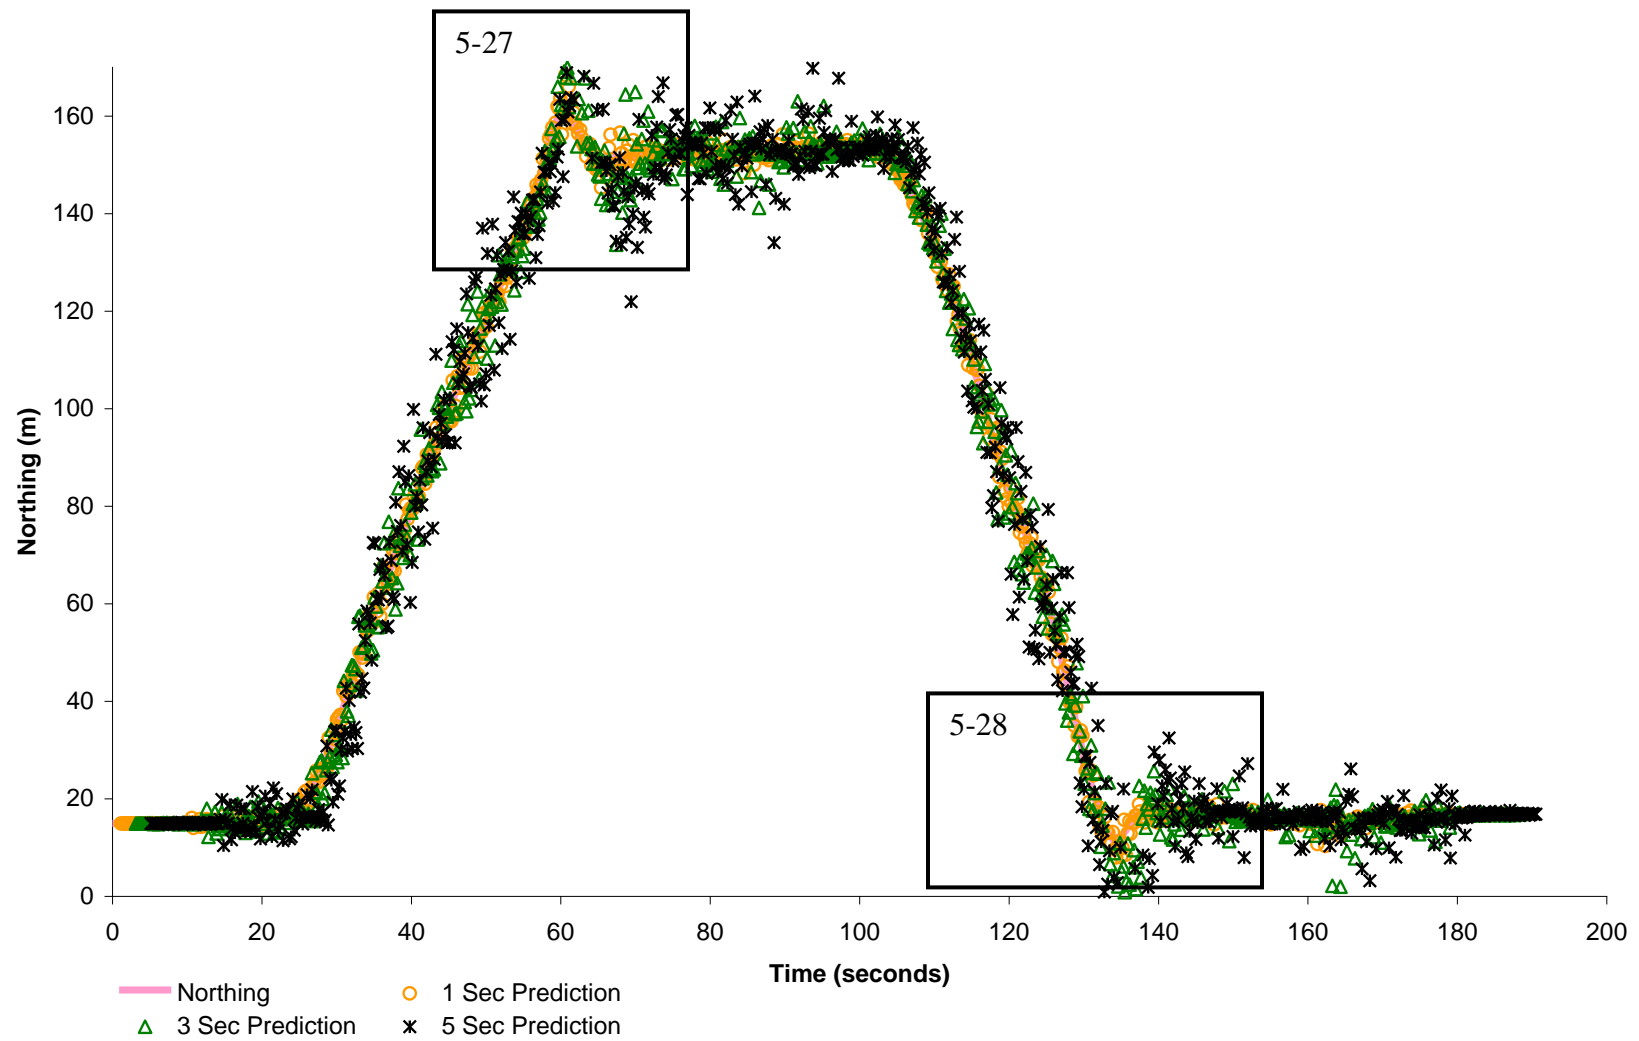 5-27
160
140
120
100
80
60
40
20
0
Northing (m)
5-28
0 20 40 60 80 100 120 140 160 180 200
Time (seconds)
Northing 1 Sec Prediction
3 Sec Prediction 5 Sec Prediction